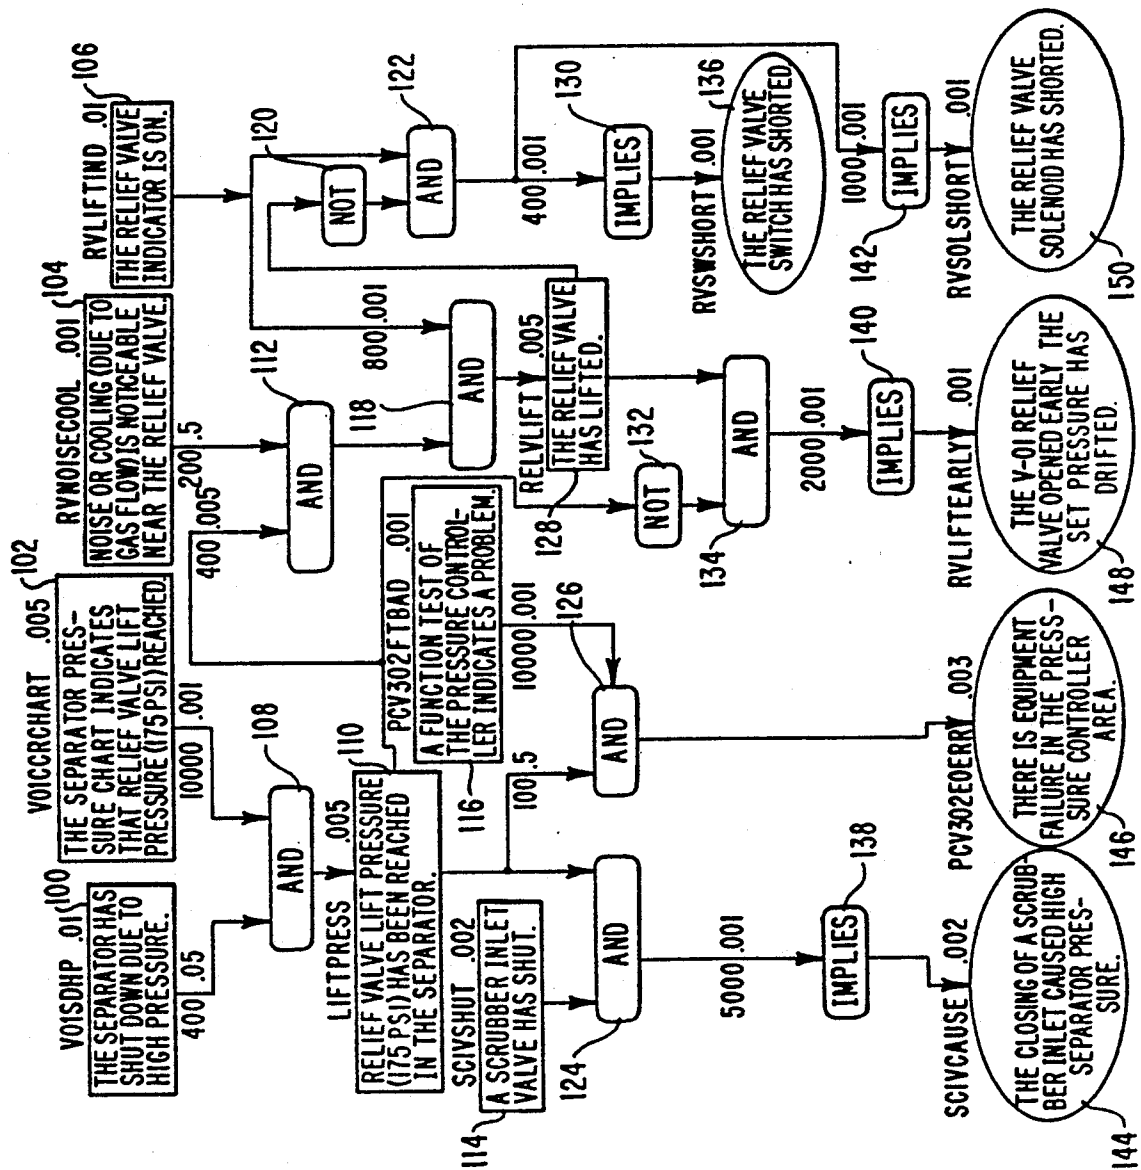 VO1SDHP .01
100
THE SEPARATOR HAS
SHUT DOWN DUE TO
HIGH PRESSURE.
400 .05
VO1CCRCHART .005
102
THE SEPARATOR PRES-
SURE CHART INDICATES
THAT RELIEF VALVE LIFT
PRESSURE (175 PSI) REACHED.
10000 .001
RVNOISECOOL .001
104
NOISE OR COOLING (DUE TO
GAS FLOW) IS NOTICEABLE
NEAR THE RELIEF VALVE.
200 .5
RVLIFTIND .01
106
THE RELIEF VALVE
INDICATOR IS ON.
108
AND
400 .005
112
AND
120
NOT
122
AND
LIFTPRESS .005
110
RELIEF VALVE LIFT PRESSURE
(175 PSI) HAS BEEN REACHED
IN THE SEPARATOR.
PCV302FTBAD .001
A FUNCTION TEST OF
THE PRESSURE CONTROL-
LER INDICATES A PROBLEM.
116
10000 .001
118
800 .001
AND
RELVLIFT .005
THE RELIEF VALVE
HAS LIFTED.
128
400 .001
130
IMPLIES
SCIVSHUT .002
A SCRUBBER INLET
VALVE HAS SHUT.
114
100 .5
126
AND
124
AND
132
NOT
134
AND
RVSWSHORT .001
136
THE RELIEF VALVE
SWITCH HAS SHORTED
5000 .001
138
IMPLIES
2000 .001
140
IMPLIES
1000 .001
142
IMPLIES
SCIVCAUSE .002
THE CLOSING OF A SCRUB-
BER INLET CAUSED HIGH
SEPARATOR PRES-
SURE.
144
PCV302EOERR .003
THERE IS EQUIPMENT
FAILURE IN THE PRES-
SURE CONTROLLER
AREA.
146
RVLIFTEARLY .001
THE V-01 RELIEF
VALVE OPENED EARLY THE
SET PRESSURE HAS
DRIFTED.
148
RVSOLSHORT .001
THE RELIEF VALVE
SOLENOID HAS SHORTED.
150